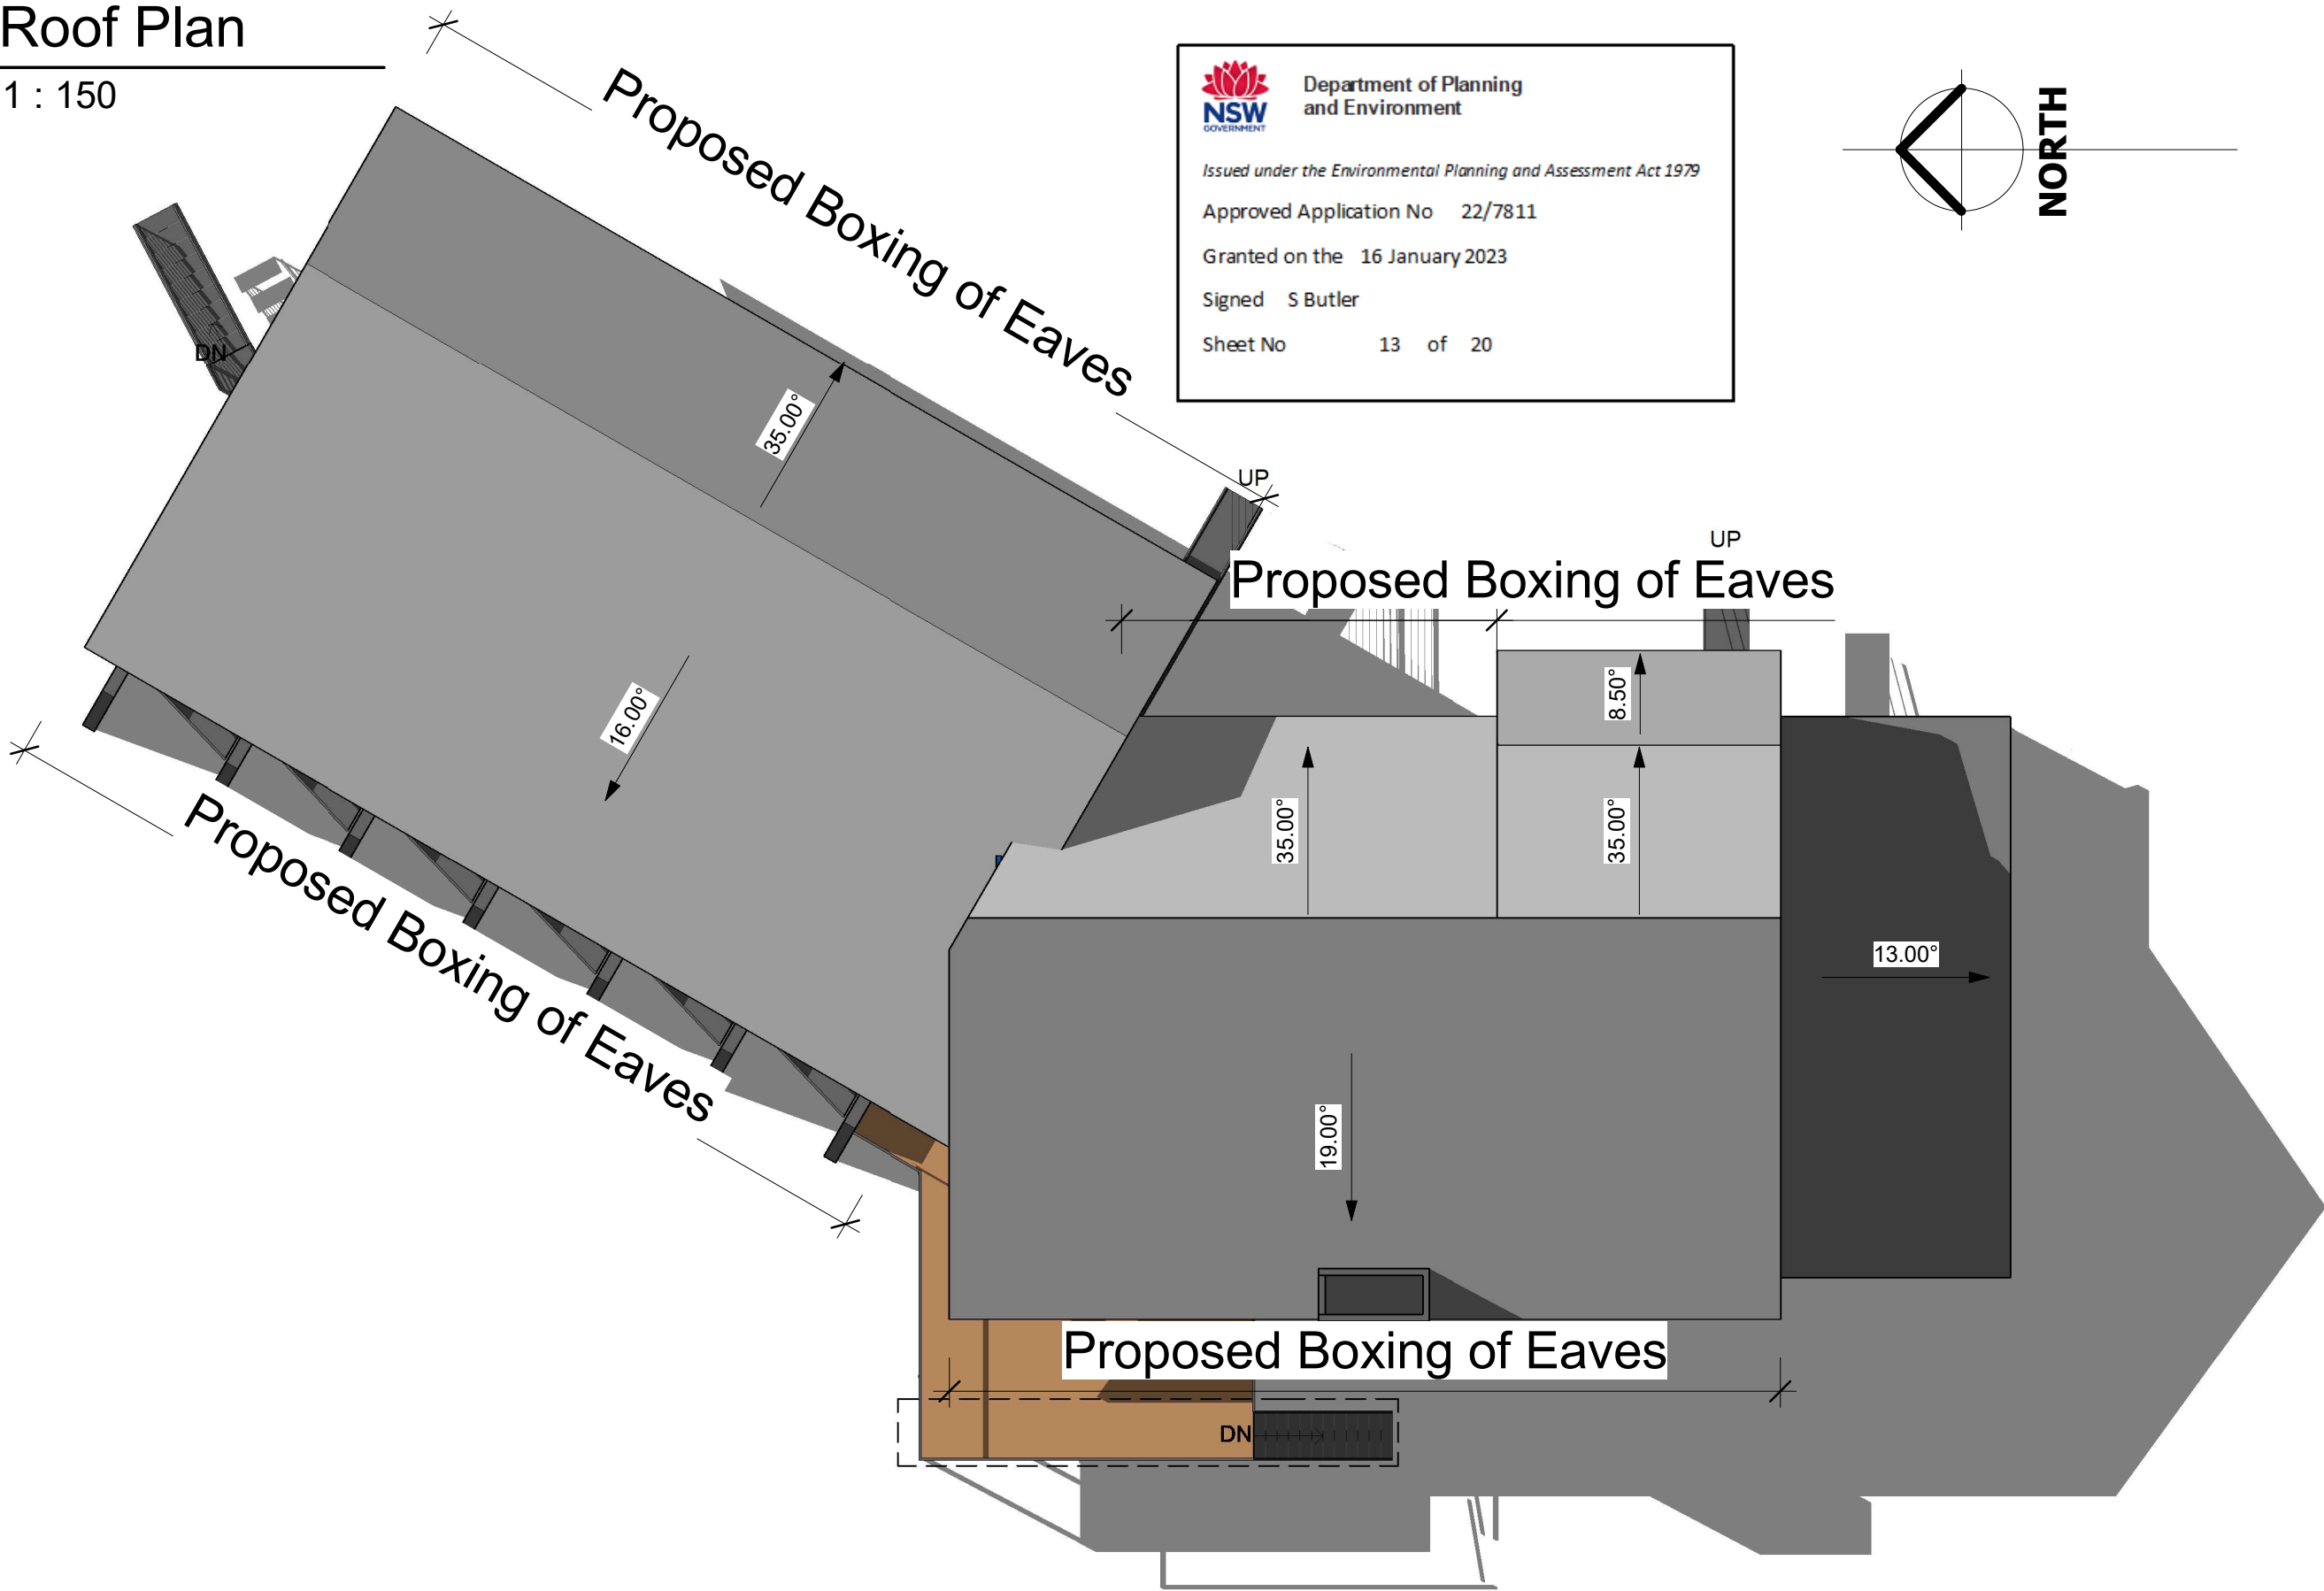 Roof Plan
1 : 150
Proposed Boxing of Eaves
NSW
GOVERNMENT
Department of Planning
and Environment
Issued under the Environmental Planning and Assessment Act 1979
Approved Application No 22/7811
Granted on the 16 January 2023
Signed S Butler
Sheet No 13 of 20
NORTH
DN
35.00°
UP
UP
Proposed Boxing of Eaves
16.00°
8.50°
35.00°
35.00°
Proposed Boxing of Eaves
13.00°
19.00°
Proposed Boxing of Eaves
DN